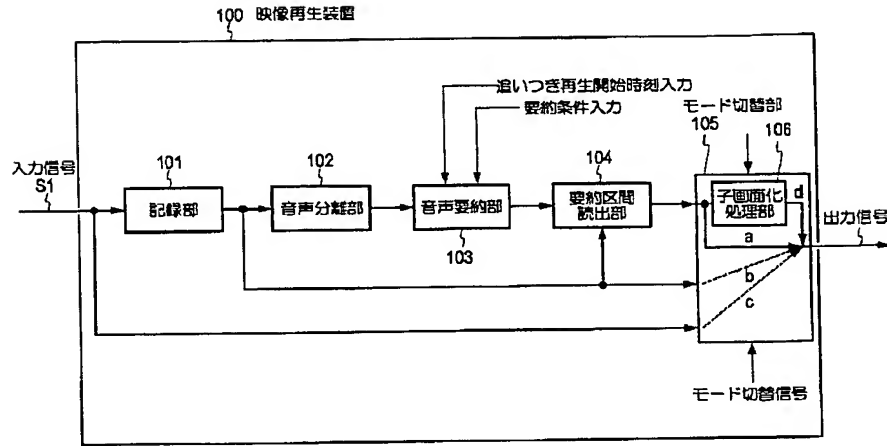 100 映像再生装置
追いつき再生開始時刻入力
要約条件入力
モード切替部
105
106
入力信号
S1
101
102
104
記録部
音声分離部
音声要約部
要約区間
読出部
子画面化
処理部
d
出力信号
103
a
b
c
モード切替信号